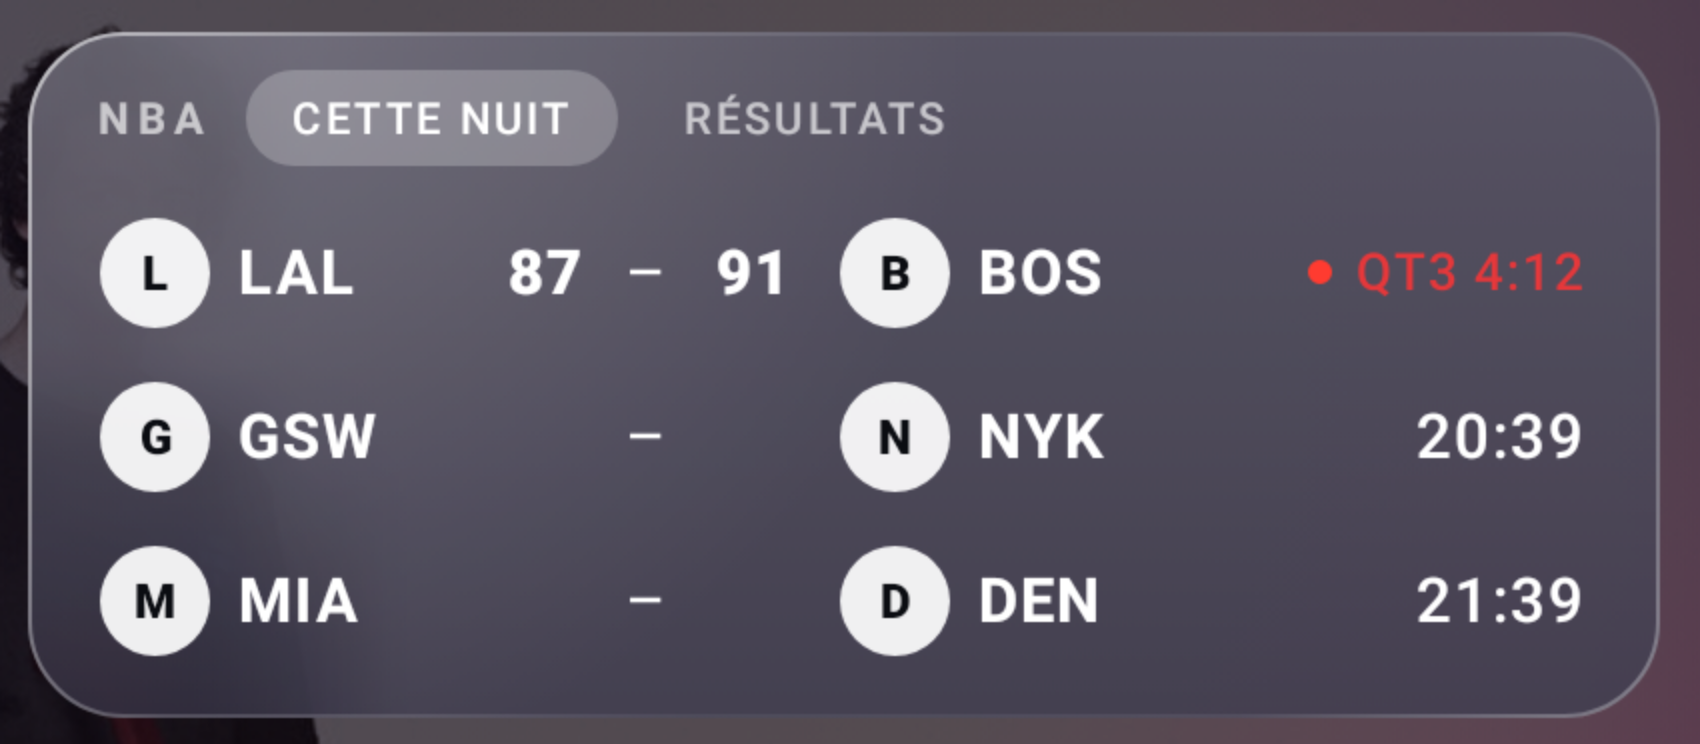 NBA CETTE NUIT RÉSULTATS
L LAL 87 – 91 B BOS QT3 4:12
G GSW – N NYK 20:39
M MIA – D DEN 21:39